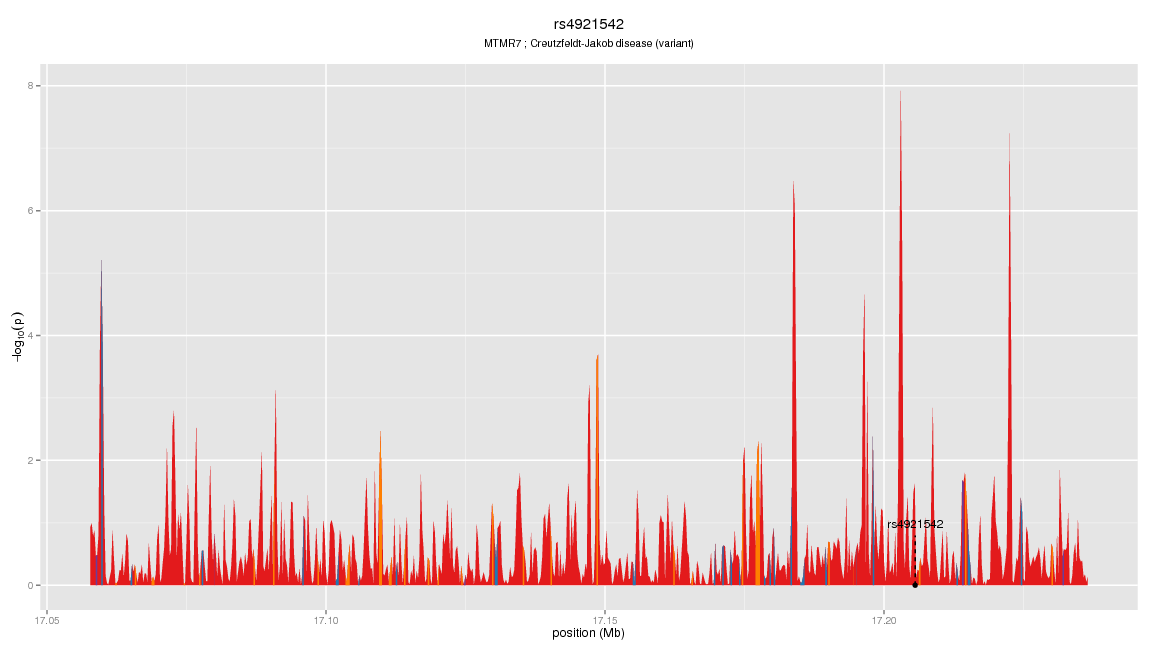 rs4921542
MTMR7 ; Creutzfeldt-Jakob disease (variant)
8
6
4
2
0
−log10(p)
rs4921542
17.05
17.10
17.15
17.20
position (Mb)